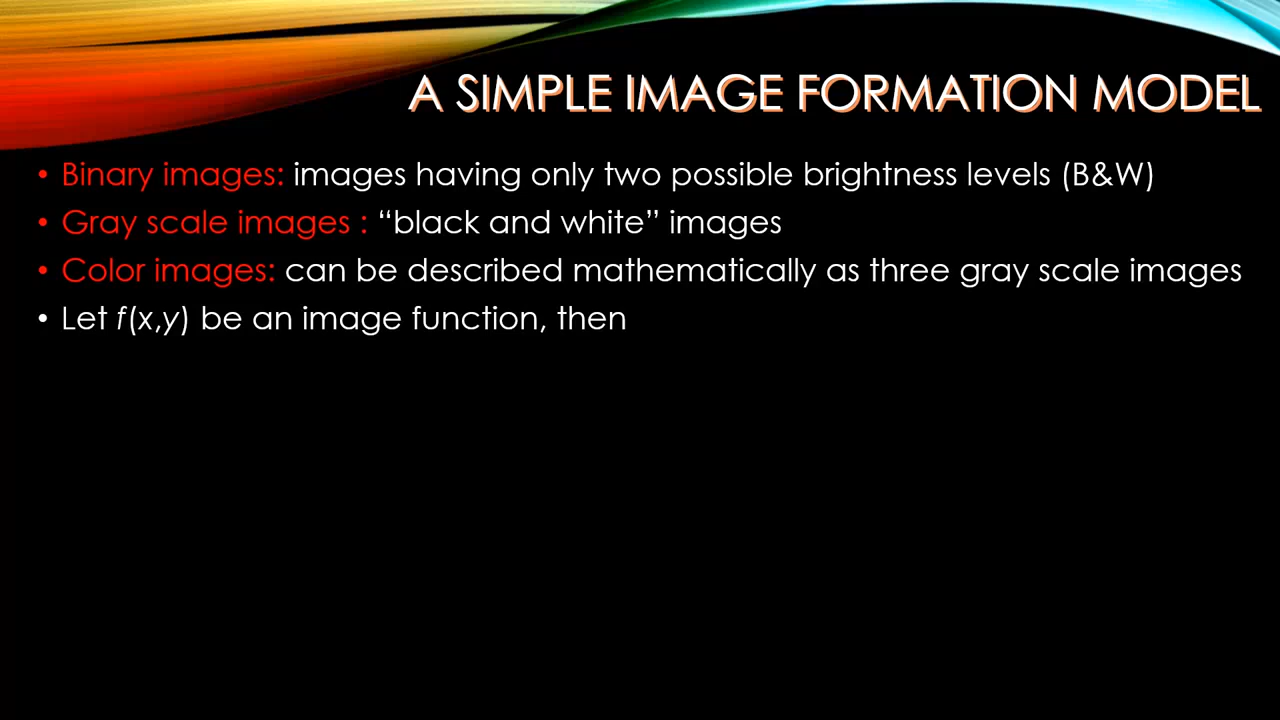 A SIMPLE IMAGE FORMATION MODEL
• Binary images: images having only two possible brightness levels (B&W)
• Gray scale images : “black and white” images
• Color images: can be described mathematically as three gray scale images
• Let f(x,y) be an image function, then